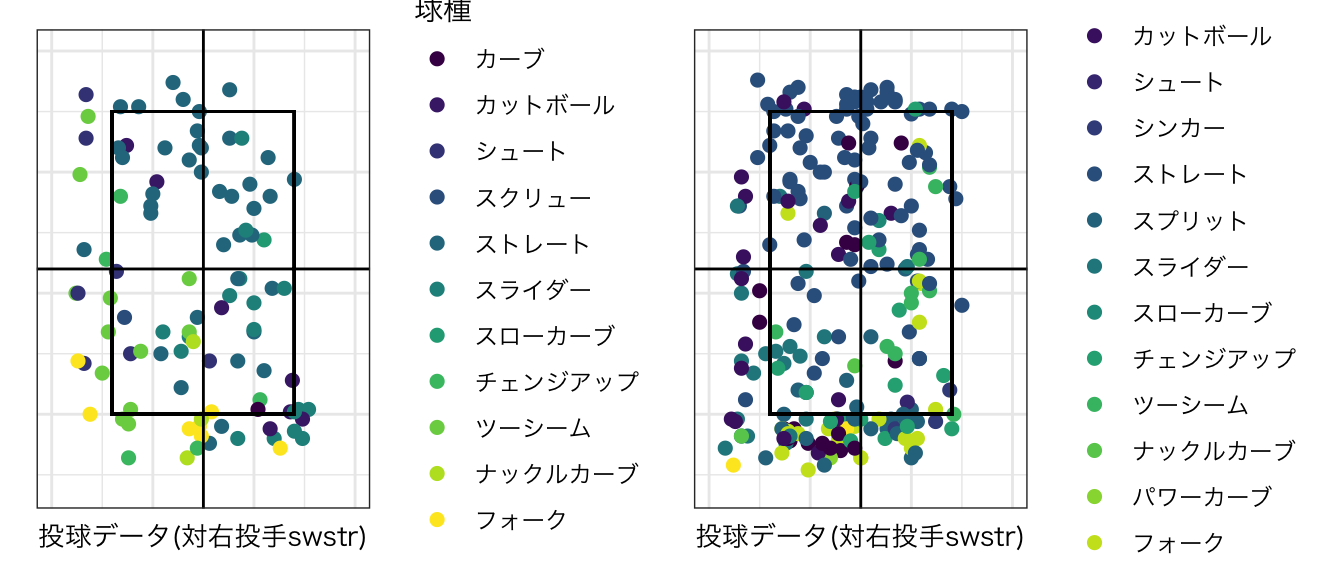 球種
カーブ
カットボール
シュート
スクリュー
ストレート
スライダー
スローカーブ
チェンジアップ
ツーシーム
ナックルカーブ
フォーク
投球データ(対右投手swstr)
カットボール
シュート
シンカー
ストレート
スプリット
スライダー
スローカーブ
チェンジアップ
ツーシーム
ナックルカーブ
パワーカーブ
フォーク
投球データ(対右投手swstr)